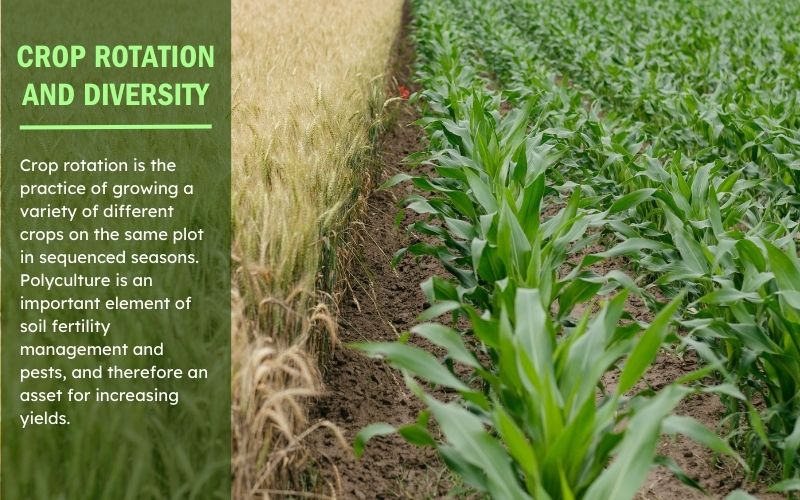 CROP ROTATION
AND DIVERSITY
Crop rotation is the
practice of growing a
variety of different
crops on the same plot
in sequenced seasons.
Polyculture is an
important element of
soil fertility
management and
pests, and therefore an
asset for increasing
yields.